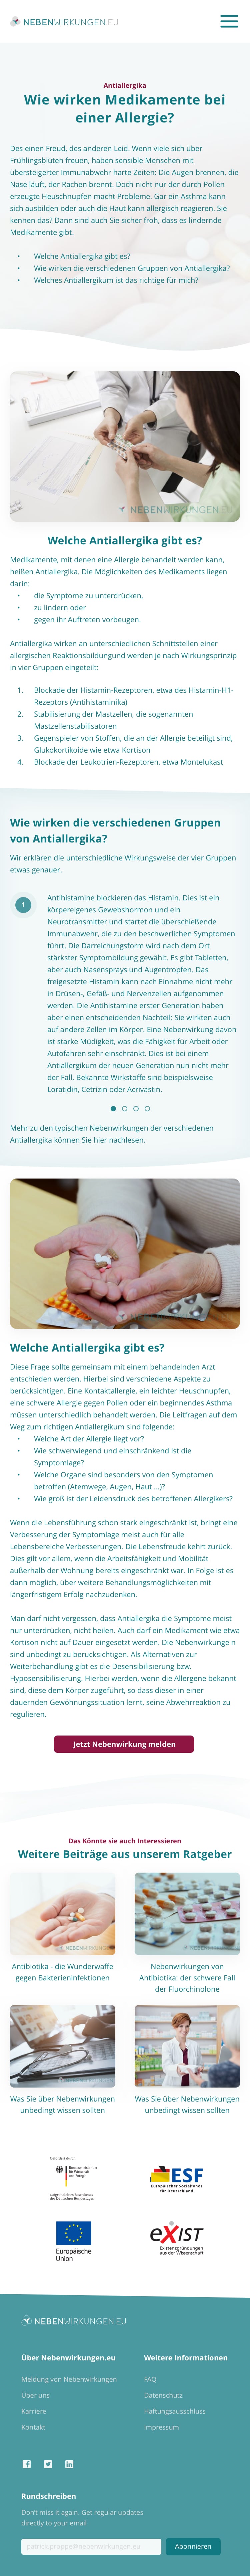 NEBENWIRKUNGEN.EU
Antiallergika
Wie wirken Medikamente bei
einer Allergie?
Des einen Freud, des anderen Leid. Wenn viele sich über
Frühlingsblüten freuen, haben sensible Menschen mit
übersteigerter Immunabwehr harte Zeiten: Die Augen brennen, die
Nase läuft, der Rachen brennt. Doch nicht nur der durch Pollen
erzeugte Heuschnupfen macht Probleme. Gar ein Asthma kann
sich ausbilden oder auch die Haut kann allergisch reagieren. Sie
kennen das? Dann sind auch Sie sicher froh, dass es lindernde
Medikamente gibt.
• Welche Antiallergika gibt es?
• Wie wirken die verschiedenen Gruppen von Antiallergika?
• Welches Antiallergikum ist das richtige für mich?
NEBENWIRKUNGEN.EU
Welche Antiallergika gibt es?
Medikamente, mit denen eine Allergie behandelt werden kann,
heißen Antiallergika. Die Möglichkeiten des Medikaments liegen
darin:
• die Symptome zu unterdrücken,
• zu lindern oder
• gegen ihr Auftreten vorbeugen.
Antiallergika wirken an unterschiedlichen Schnittstellen einer
allergischen Reaktionsbildungund werden je nach Wirkungsprinzip
in vier Gruppen eingeteilt:
1. Blockade der Histamin-Rezeptoren, etwa des Histamin-H1-
Rezeptors (Antihistaminika)
2. Stabilisierung der Mastzellen, die sogenannten
Mastzellenstabilisatoren
3. Gegenspieler von Stoffen, die an der Allergie beteiligt sind,
Glukokortikoide wie etwa Kortison
4. Blockade der Leukotrien-Rezeptoren, etwa Montelukast
Wie wirken die verschiedenen Gruppen
von Antiallergika?
Wir erklären die unterschiedliche Wirkungsweise der vier Gruppen
etwas genauer.
1
Antihistamine blockieren das Histamin. Dies ist ein
körpereigenes Gewebshormon und ein
Neurotransmitter und startet die überschießende
Immunabwehr, die zu den beschwerlichen Symptomen
führt. Die Darreichungsform wird nach dem Ort
stärkster Symptombildung gewählt. Es gibt Tabletten,
aber auch Nasensprays und Augentropfen. Das
freigesetzte Histamin kann nach Einnahme nicht mehr
in Drüsen-, Gefäß- und Nervenzellen aufgenommen
werden. Die Antihistamine erster Generation haben
aber einen entscheidenden Nachteil: Sie wirkten auch
auf andere Zellen im Körper. Eine Nebenwirkung davon
ist starke Müdigkeit, was die Fähigkeit für Arbeit oder
Autofahren sehr einschränkt. Dies ist bei einem
Antiallergikum der neuen Generation nun nicht mehr
der Fall. Bekannte Wirkstoffe sind beispielsweise
Loratidin, Cetrizin oder Acrivastin.
Mehr zu den typischen Nebenwirkungen der verschiedenen
Antiallergika können Sie hier nachlesen.
Welche Antiallergika gibt es?
Diese Frage sollte gemeinsam mit einem behandelnden Arzt
entschieden werden. Hierbei sind verschiedene Aspekte zu
berücksichtigen. Eine Kontaktallergie, ein leichter Heuschnupfen,
eine schwere Allergie gegen Pollen oder ein beginnendes Asthma
müssen unterschiedlich behandelt werden. Die Leitfragen auf dem
Weg zum richtigen Antiallergikum sind folgende:
• Welche Art der Allergie liegt vor?
• Wie schwerwiegend und einschränkend ist die
Symptomlage?
• Welche Organe sind besonders von den Symptomen
betroffen (Atemwege, Augen, Haut ...)?
• Wie groß ist der Leidensdruck des betroffenen Allergikers?
Wenn die Lebensführung schon stark eingeschränkt ist, bringt eine
Verbesserung der Symptomlage meist auch für alle
Lebensbereiche Verbesserungen. Die Lebensfreude kehrt zurück.
Dies gilt vor allem, wenn die Arbeitsfähigkeit und Mobilität
außerhalb der Wohnung bereits eingeschränkt war. In Folge ist es
dann möglich, über weitere Behandlungsmöglichkeiten mit
längerfristigem Erfolg nachzudenken.
Man darf nicht vergessen, dass Antiallergika die Symptome meist
nur unterdrücken, nicht heilen. Auch darf ein Medikament wie etwa
Kortison nicht auf Dauer eingesetzt werden. Die Nebenwirkunge n
sind unbedingt zu berücksichtigen. Als Alternativen zur
Weiterbehandlung gibt es die Desensibilisierung bzw.
Hyposensibilisierung. Hierbei werden, wenn die Allergene bekannt
sind, diese dem Körper zugeführt, so dass dieser in einer
dauernden Gewöhnungssituation lernt, seine Abwehrreaktion zu
regulieren.
Jetzt Nebenwirkung melden
Das Könnte sie auch Interessieren
Weitere Beiträge aus unserem Ratgeber
Antibiotika - die Wunderwaffe
gegen Bakterieninfektionen
Nebenwirkungen von
Antibiotika: der schwere Fall
der Fluorchinolone
Was Sie über Nebenwirkungen
unbedingt wissen sollten
Was Sie über Nebenwirkungen
unbedingt wissen sollten
Gefördert durch:
Bundesministerium
für Wirtschaft
und Energie
aufgrund eines Beschlusses
des Deutschen Bundestages
ESF
Europäischer Sozialfonds
für Deutschland
Europäische
Union
eXIST
Existenzgründungen
aus der Wissenschaft
NEBENWIRKUNGEN.EU
Über Nebenwirkungen.eu
Meldung von Nebenwirkungen
Über uns
Karriere
Kontakt
Weitere Informationen
FAQ
Datenschutz
Haftungsausschluss
Impressum
Rundschreiben
Don't miss it again. Get regular updates
directly to your email
Abonnieren